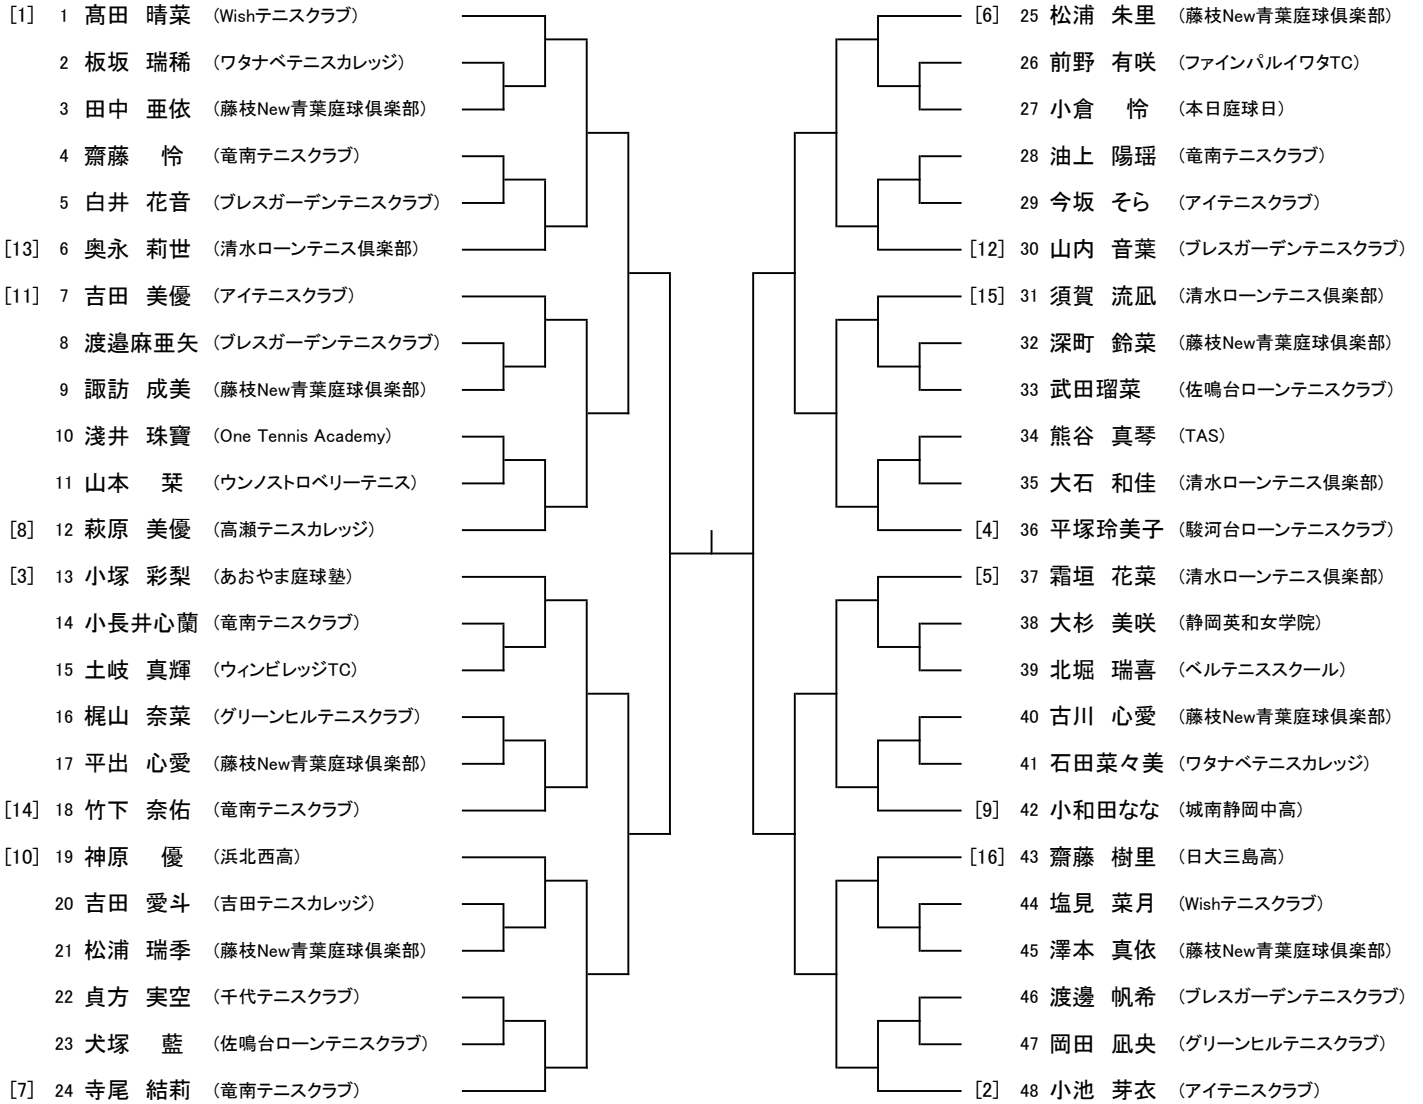 [1] 1 髙田 晴菜 (Wishテニスクラブ)
2 板坂 瑞稀 (ワタナベテニスカレッジ)
3 田中 亜依 (藤枝New青葉庭球倶楽部)
4 齋藤 怜 (竜南テニスクラブ)
5 白井 花音 (ブレスガーデンテニスクラブ)
[13] 6 奥永 莉世 (清水ローンテニス倶楽部)
[11] 7 吉田 美優 (アイテニスクラブ)
8 渡邉麻亜矢 (ブレスガーデンテニスクラブ)
9 諏訪 成美 (藤枝New青葉庭球倶楽部)
10 淺井 珠寶 (One Tennis Academy)
11 山本 栞 (ウンノストロベリーテニス)
[8] 12 萩原 美優 (高瀬テニスカレッジ)
[3] 13 小塚 彩梨 (あおやま庭球塾)
14 小長井心蘭 (竜南テニスクラブ)
15 土岐 真輝 (ウィンビレッジTC)
16 梶山 奈菜 (グリーンヒルテニスクラブ)
17 平出 心愛 (藤枝New青葉庭球倶楽部)
[14] 18 竹下 奈佑 (竜南テニスクラブ)
[10] 19 神原 優 (浜北西高)
20 吉田 愛斗 (吉田テニスカレッジ)
21 松浦 瑞季 (藤枝New青葉庭球倶楽部)
22 貞方 実空 (千代テニスクラブ)
23 犬塚 藍 (佐鳴台ローンテニスクラブ)
[7] 24 寺尾 結莉 (竜南テニスクラブ)
[6] 25 松浦 朱里 (藤枝New青葉庭球倶楽部)
26 前野 有咲 (ファインパルイワタTC)
27 小倉 怜 (本日庭球日)
28 油上 陽瑶 (竜南テニスクラブ)
29 今坂 そら (アイテニスクラブ)
[12] 30 山内 音葉 (ブレスガーデンテニスクラブ)
[15] 31 須賀 流凪 (清水ローンテニス倶楽部)
32 深町 鈴菜 (藤枝New青葉庭球倶楽部)
33 武田瑠菜 (佐鳴台ローンテニスクラブ)
34 熊谷 真琴 (TAS)
35 大石 和佳 (清水ローンテニス倶楽部)
[4] 36 平塚玲美子 (駿河台ローンテニスクラブ)
[5] 37 霜垣 花菜 (清水ローンテニス倶楽部)
38 大杉 美咲 (静岡英和女学院)
39 北堀 瑞喜 (ベルテニススクール)
40 古川 心愛 (藤枝New青葉庭球倶楽部)
41 石田菜々美 (ワタナベテニスカレッジ)
[9] 42 小和田なな (城南静岡中高)
[16] 43 齋藤 樹里 (日大三島高)
44 塩見 菜月 (Wishテニスクラブ)
45 澤本 真依 (藤枝New青葉庭球倶楽部)
46 渡邊 帆希 (ブレスガーデンテニスクラブ)
47 岡田 凪央 (グリーンヒルテニスクラブ)
[2] 48 小池 芽衣 (アイテニスクラブ)